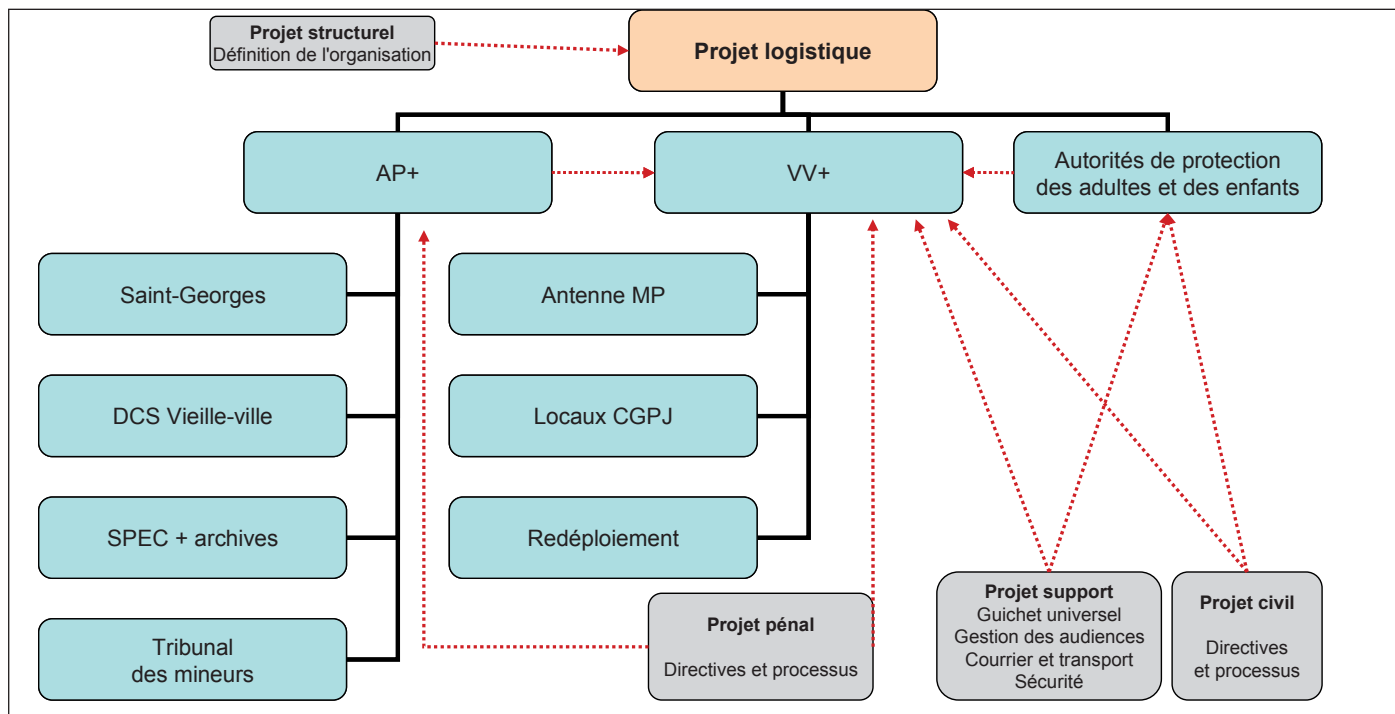 Projet structurel
Définition de l'organisation
Projet logistique
AP+
VV+
Autorités de protection
des adultes et des enfants
Saint-Georges
Antenne MP
DCS Vieille-ville
Locaux CGPJ
SPEC + archives
Redéploiement
Tribunal
des mineurs
Projet pénal
Directives et processus
Projet support
Guichet universel
Gestion des audiences
Courrier et transport
Sécurité
Projet civil
Directives
et processus